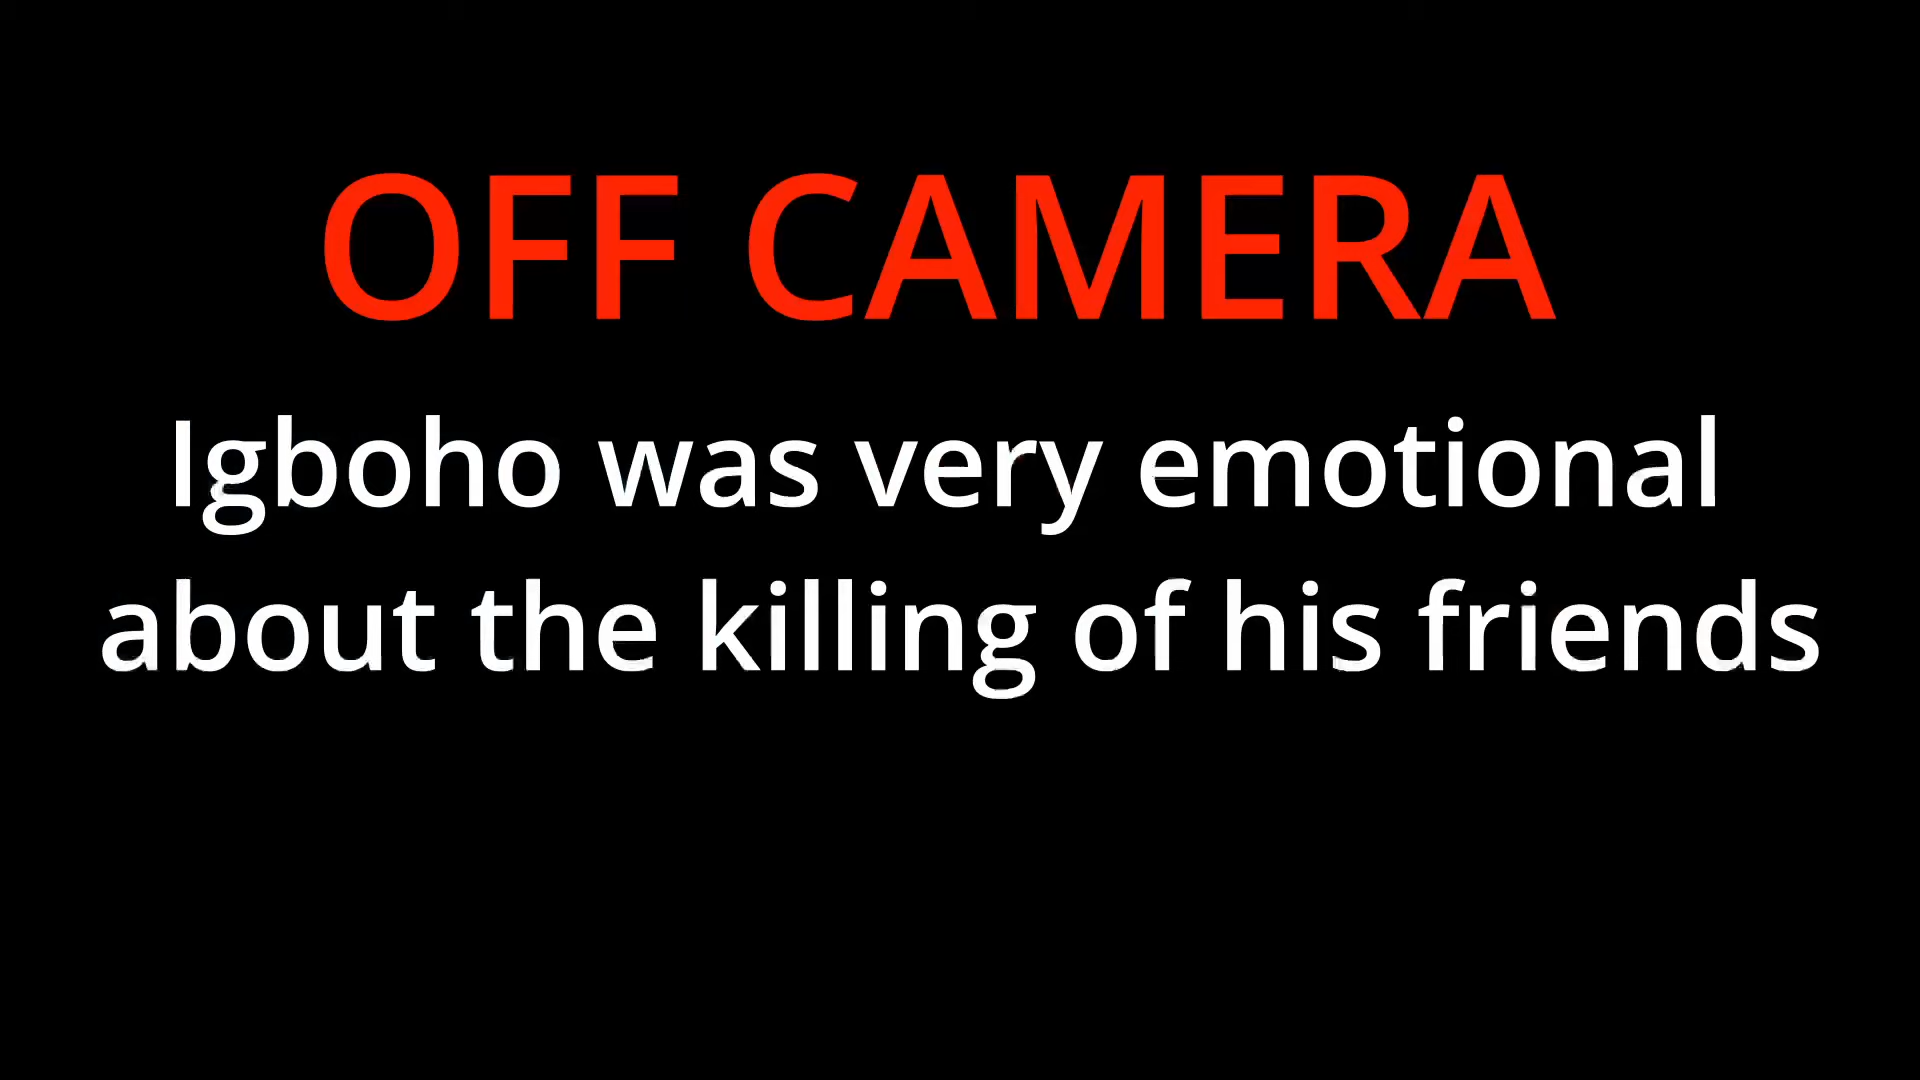 OFF CAMERA
Igboho was very emotional
about the killing of his friends